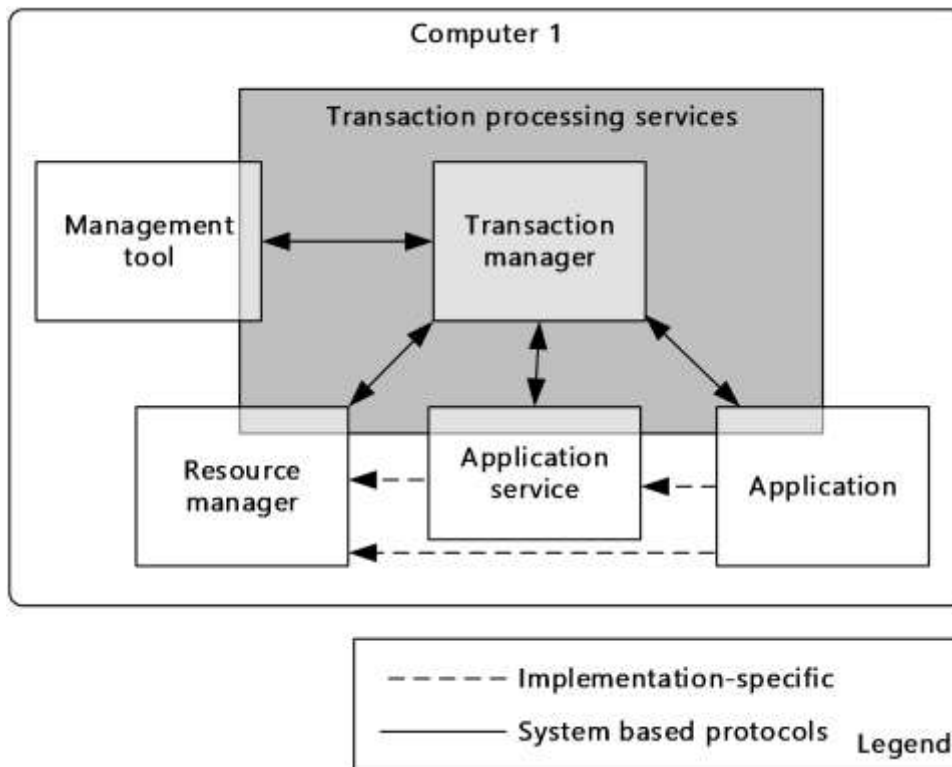 Computer 1
Transaction processing services
Management
tool
Transaction
manager
Resource
manager
Application
service
Application
Implementation-specific
System based protocols
Legend